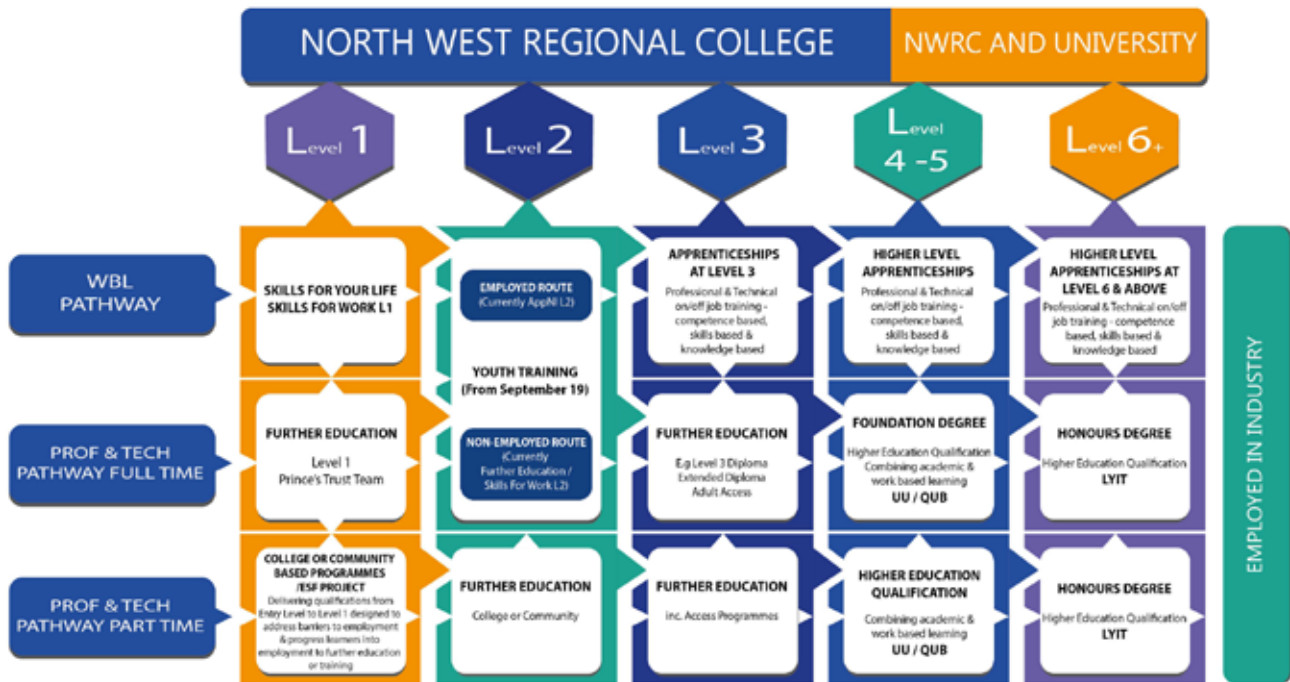 NORTH WEST REGIONAL COLLEGE
NWRC AND UNIVERSITY
Level 1
Level 2
Level 3
Level
4 -5
Level 6+
WBL
PATHWAY
SKILLS FOR YOUR LIFE
SKILLS FOR WORK L1
EMPLOYED ROUTE
(Currently AppNI L2)
YOUTH TRAINING
(From September 19)
NON-EMPLOYED ROUTE
(Currently
Further Education /
Skills For Work L2)
APPRENTICESHIPS
AT LEVEL 3
Professional & Technical
on/off job training -
competence based,
skills based &
knowledge based
HIGHER LEVEL
APPRENTICESHIPS
Professional & Technical
on/off job training -
competence based,
skills based &
knowledge based
HIGHER LEVEL
APPRENTICESHIPS AT
LEVEL 6 & ABOVE
Professional & Technical on/off
job training - competence
based, skills based &
knowledge based
PROF & TECH
PATHWAY FULL TIME
FURTHER EDUCATION
Level 1
Prince's Trust Team
FURTHER EDUCATION
E.g Level 3 Diploma
Extended Diploma
Adult Access
FOUNDATION DEGREE
Higher Education Qualification
Combining academic &
work based learning
UU / QUB
HONOURS DEGREE
Higher Education Qualification
LYIT
PROF & TECH
PATHWAY PART TIME
COLLEGE OR COMMUNITY
BASED PROGRAMMES
/ESF PROJECT
Delivering qualifications from
Entry Level to Level 1 designed to
address barriers to employment
& progress learners into
employment to further education
or training
FURTHER EDUCATION
College or Community
FURTHER EDUCATION
inc. Access Programmes
HIGHER EDUCATION
QUALIFICATION
Combining academic &
work based learning
UU / QUB
HONOURS DEGREE
Higher Education Qualification
LYIT
EMPLOYED IN INDUSTRY